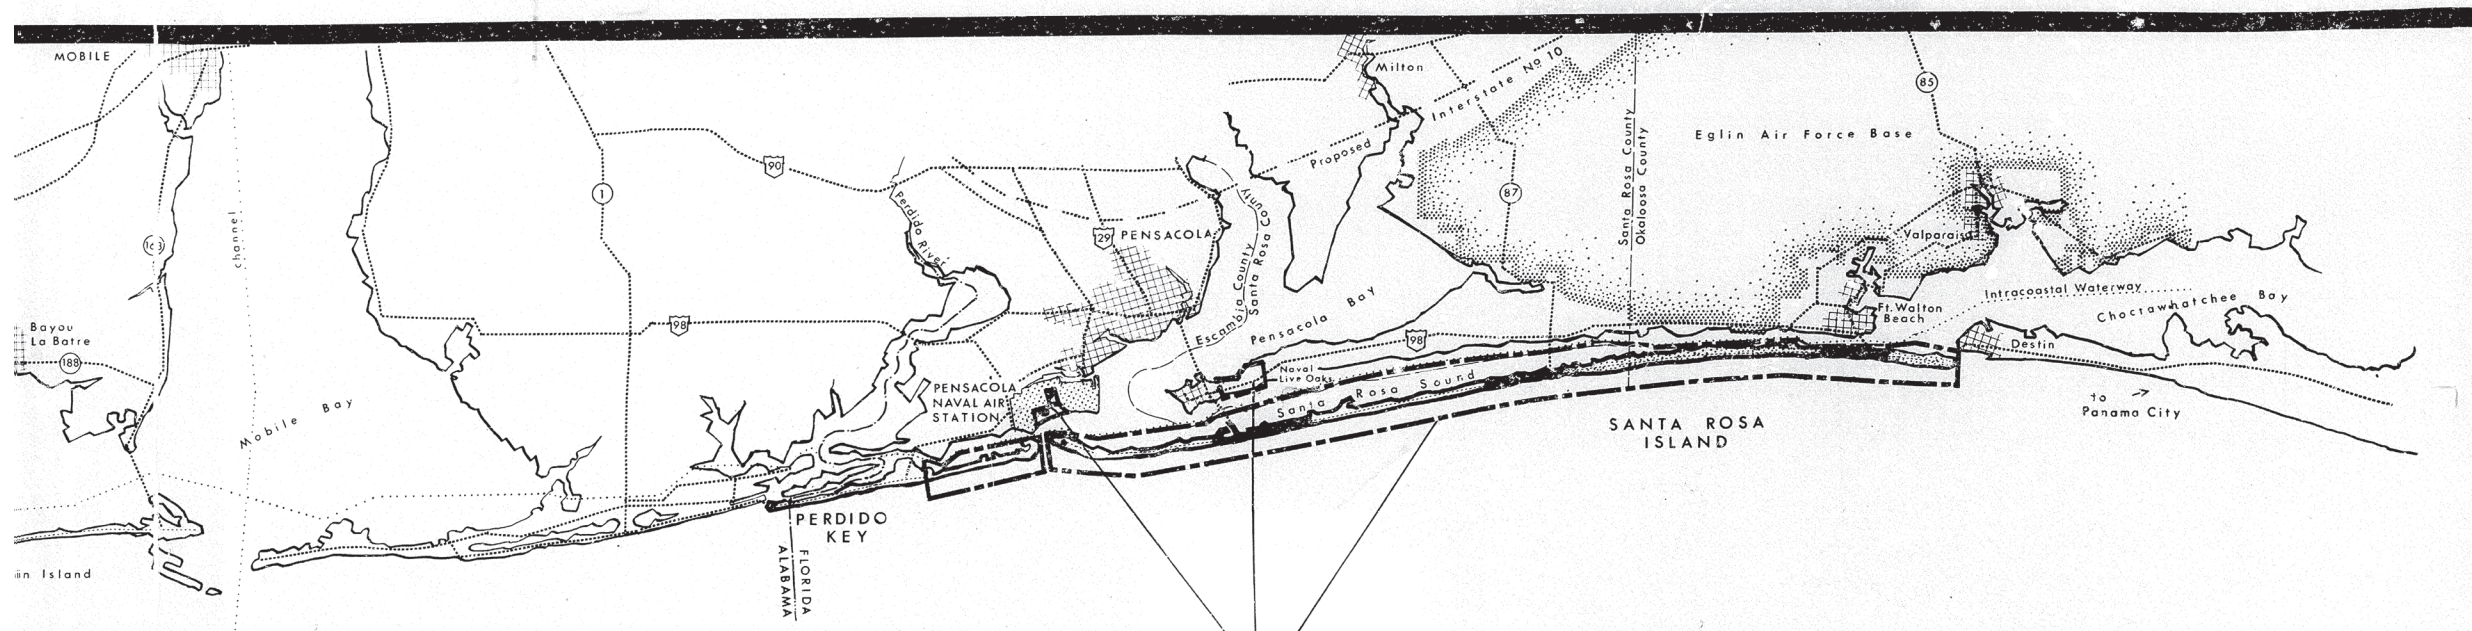 MOBILE
163
channel
Bayou
La Batre
188
Mobile Bay
Island
1
90
98
Perdido River
PERDIDO
KEY
FLORIDA
ALABAMA
PENSACOLA
29
PENSACOLA
NAVAL AIR
STATION
Escambia County
Santa Rosa County
Pensacola Bay
Milton
Proposed Interstate No 10
87
98
Naval
Live Oaks
Santa Rosa Sound
Santa Rosa County
Okaloosa County
Eglin Air Force Base
85
Valparaiso
Ft. Walton
Beach
Intracoastal Waterway
Choctawhatchee Bay
Destin
to
Panama City
SANTA ROSA
ISLAND